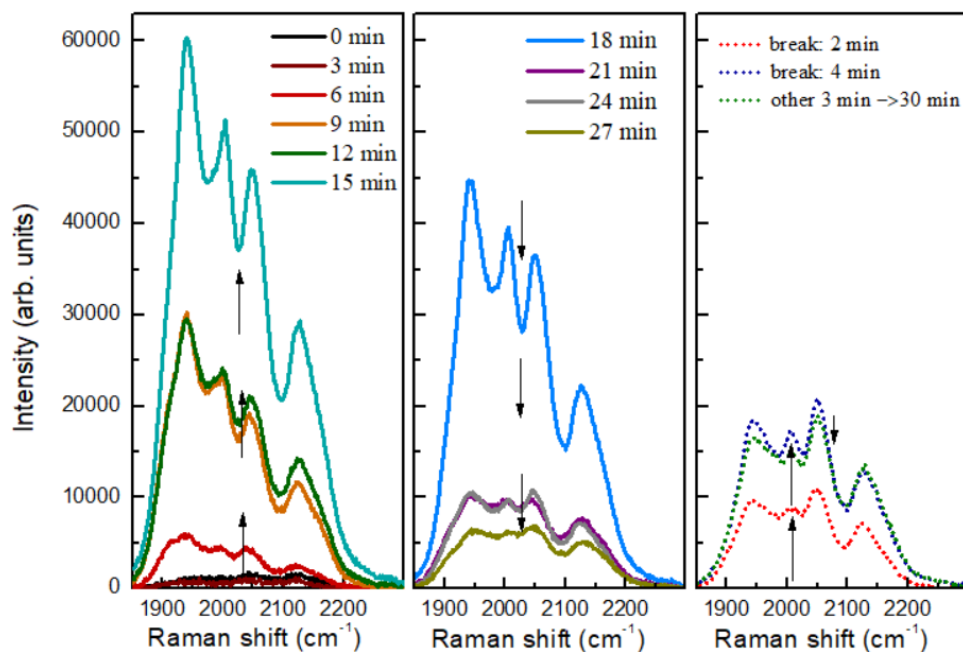 Intensity (arb. units)
60000
50000
40000
30000
20000
10000
0
0 min
3 min
6 min
9 min
12 min
15 min
1900 2000 2100 2200
Raman shift (cm⁻¹)
18 min
21 min
24 min
27 min
1900 2000 2100 2200
Raman shift (cm⁻¹)
break: 2 min
break: 4 min
other 3 min –>30 min
1900 2000 2100 2200
Raman shift (cm⁻¹)